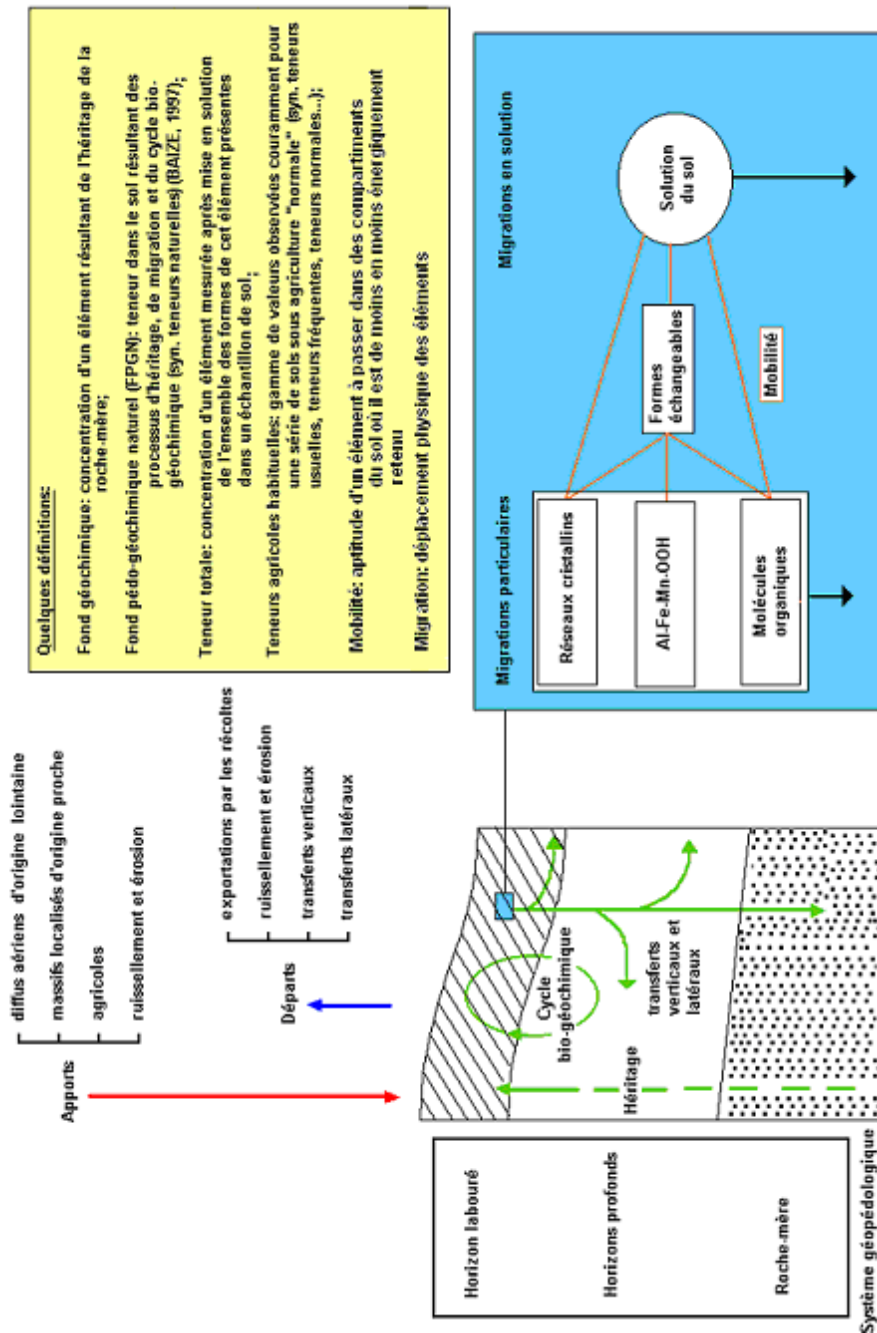 Apports
diffus aériens d'origine lointaine
massifs localisés d'origine proche
agricoles
ruissellement et érosion
Départs
exportations par les récoltes
ruissellement et érosion
transferts verticaux
transferts latéraux
Quelques définitions:
Fond géochimique: concentration d'un élément résultant de l'héritage de la
roche-mère;
Fond pédo-géochimique naturel (FPGN): teneur dans le sol résultant des
processus d'héritage, de migration et du cycle bio-
géochimique (syn. teneurs naturelles) (BAIZE, 1997);
Teneur totale: concentration d'un élément mesurée après mise en solution
de l'ensemble des formes de cet élément présentes
dans un échantillon de sol;
Teneurs agricoles habituelles: gamme de valeurs observées couramment pour
une série de sols sous agriculture "normale" (syn. teneurs
usuelles, teneurs fréquentes, teneurs normales...);
Mobilité: aptitude d'un élément à passer dans des compartiments
du sol où il est de moins en moins énergiquement
retenu
Migration: déplacement physique des éléments
Horizon labouré
Horizons profonds
Roche-mère
Système géopédologique
Héritage
Cycle
bio-géochimique
transferts
verticaux et
latéraux
Migrations particulaires
Migrations en solution
Réseaux cristallins
Al-Fe-Mn-OOH
Molécules
organiques
Formes
échangeables
Mobilité
Solution
du sol